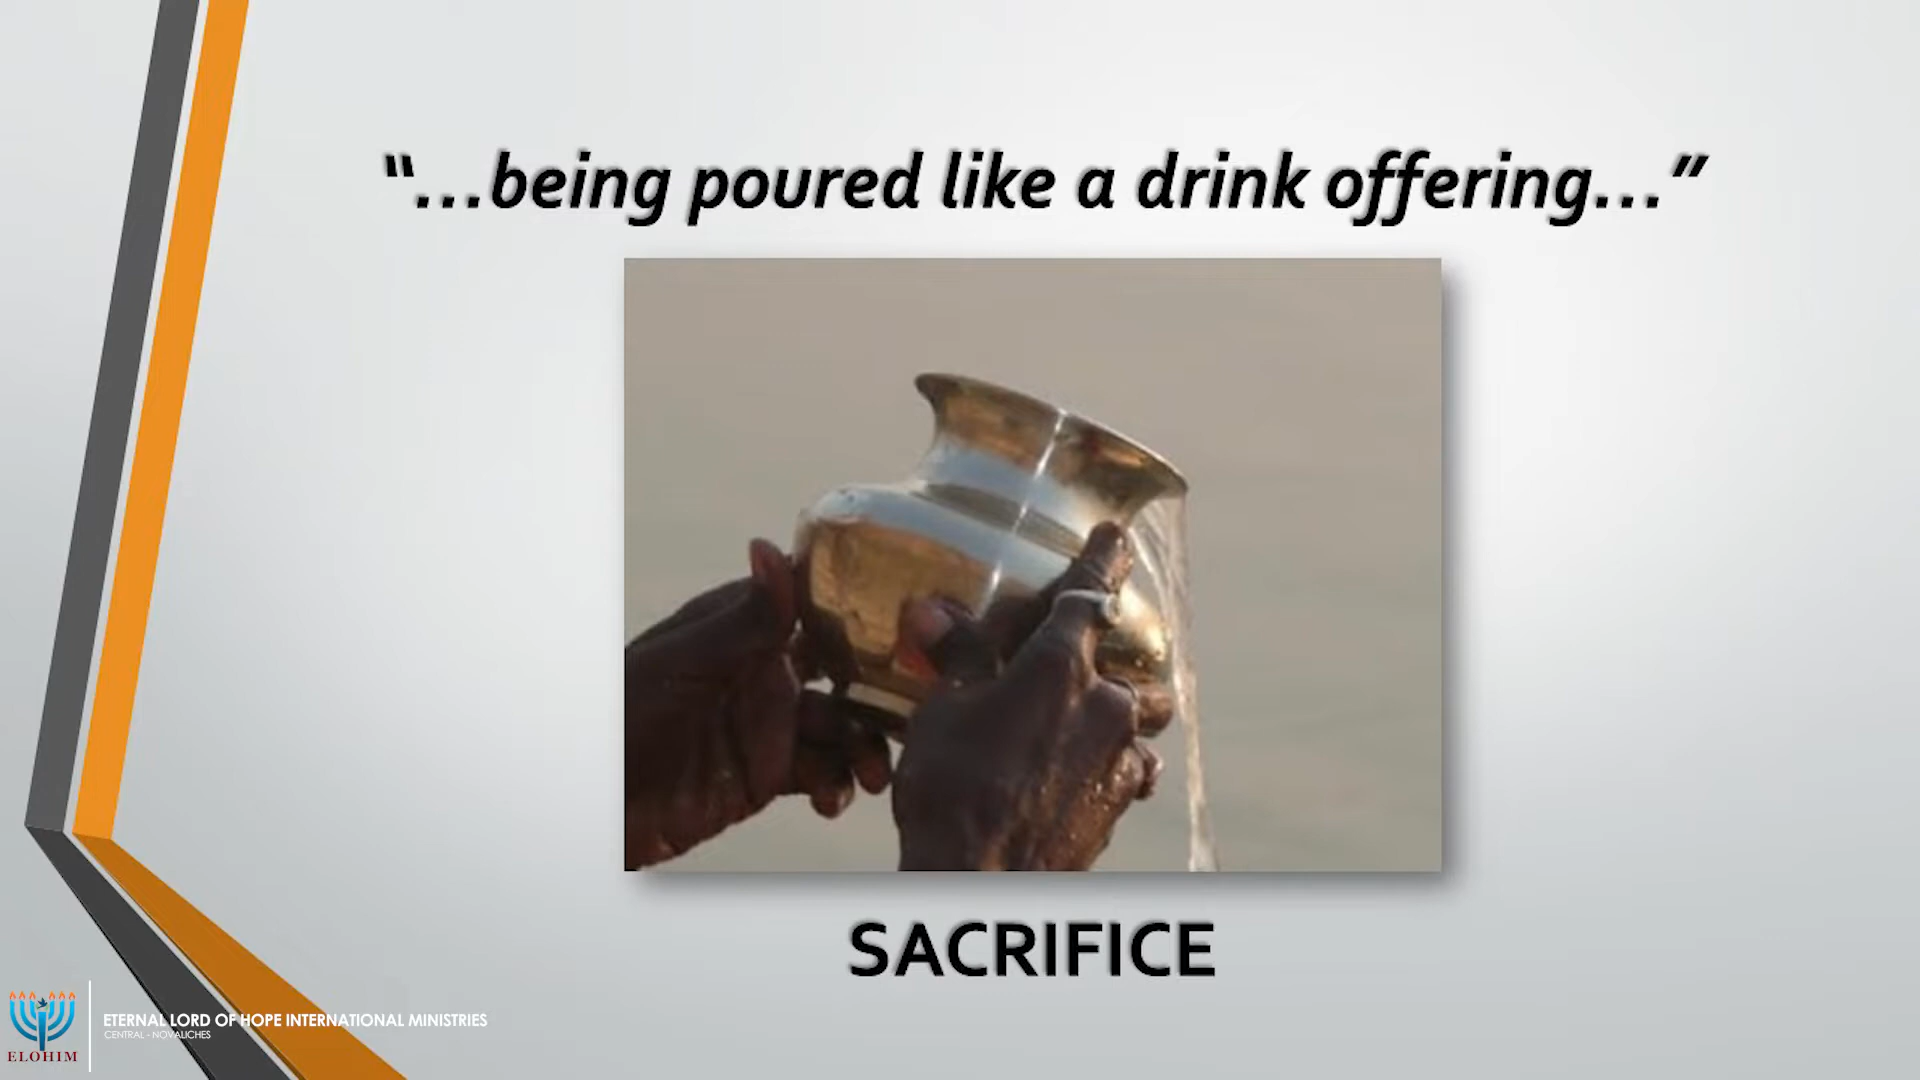 “...being poured like a drink offering...”
SACRIFICE
ETERNAL LORD OF HOPE INTERNATIONAL MINISTRIES
CENTRAL - NOVALICHES
ELOHIM